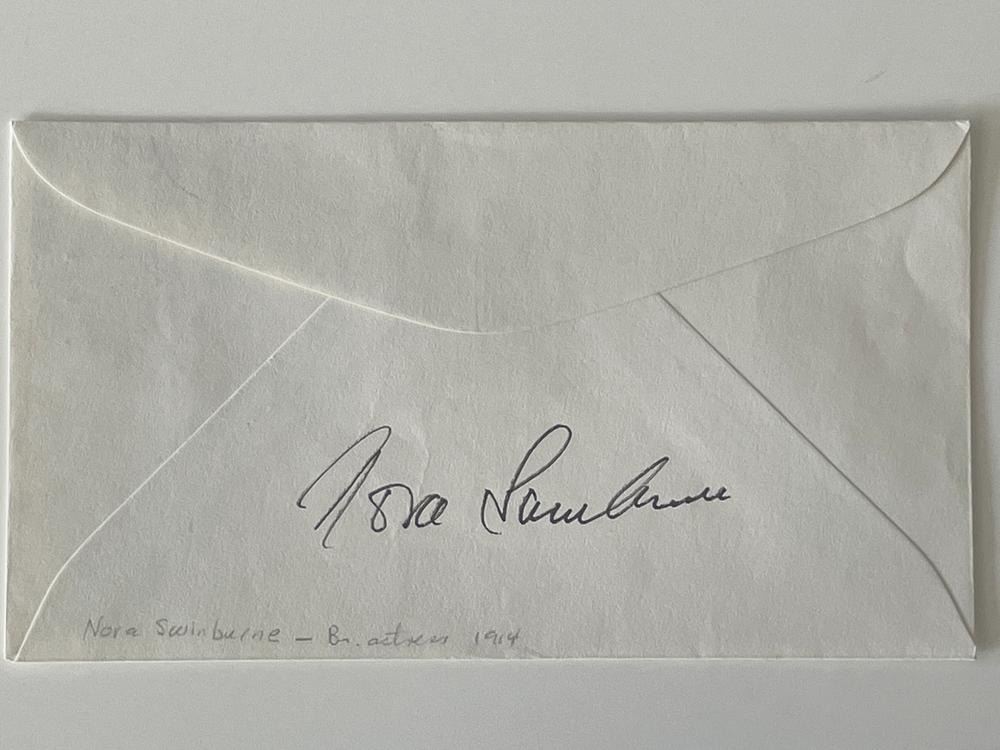 Nora Swinburne
Nora Swinburne – Br. actress 1914